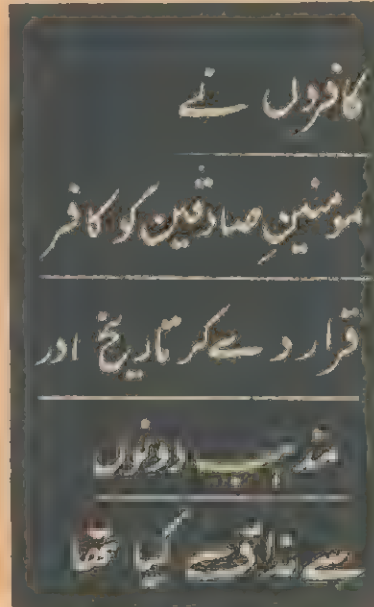 کافروں نے
مومنینِ صادقین کو کافر
قرار دے کر تاریخ اور
مذہب دونوں
سے مذاق کیا تھا